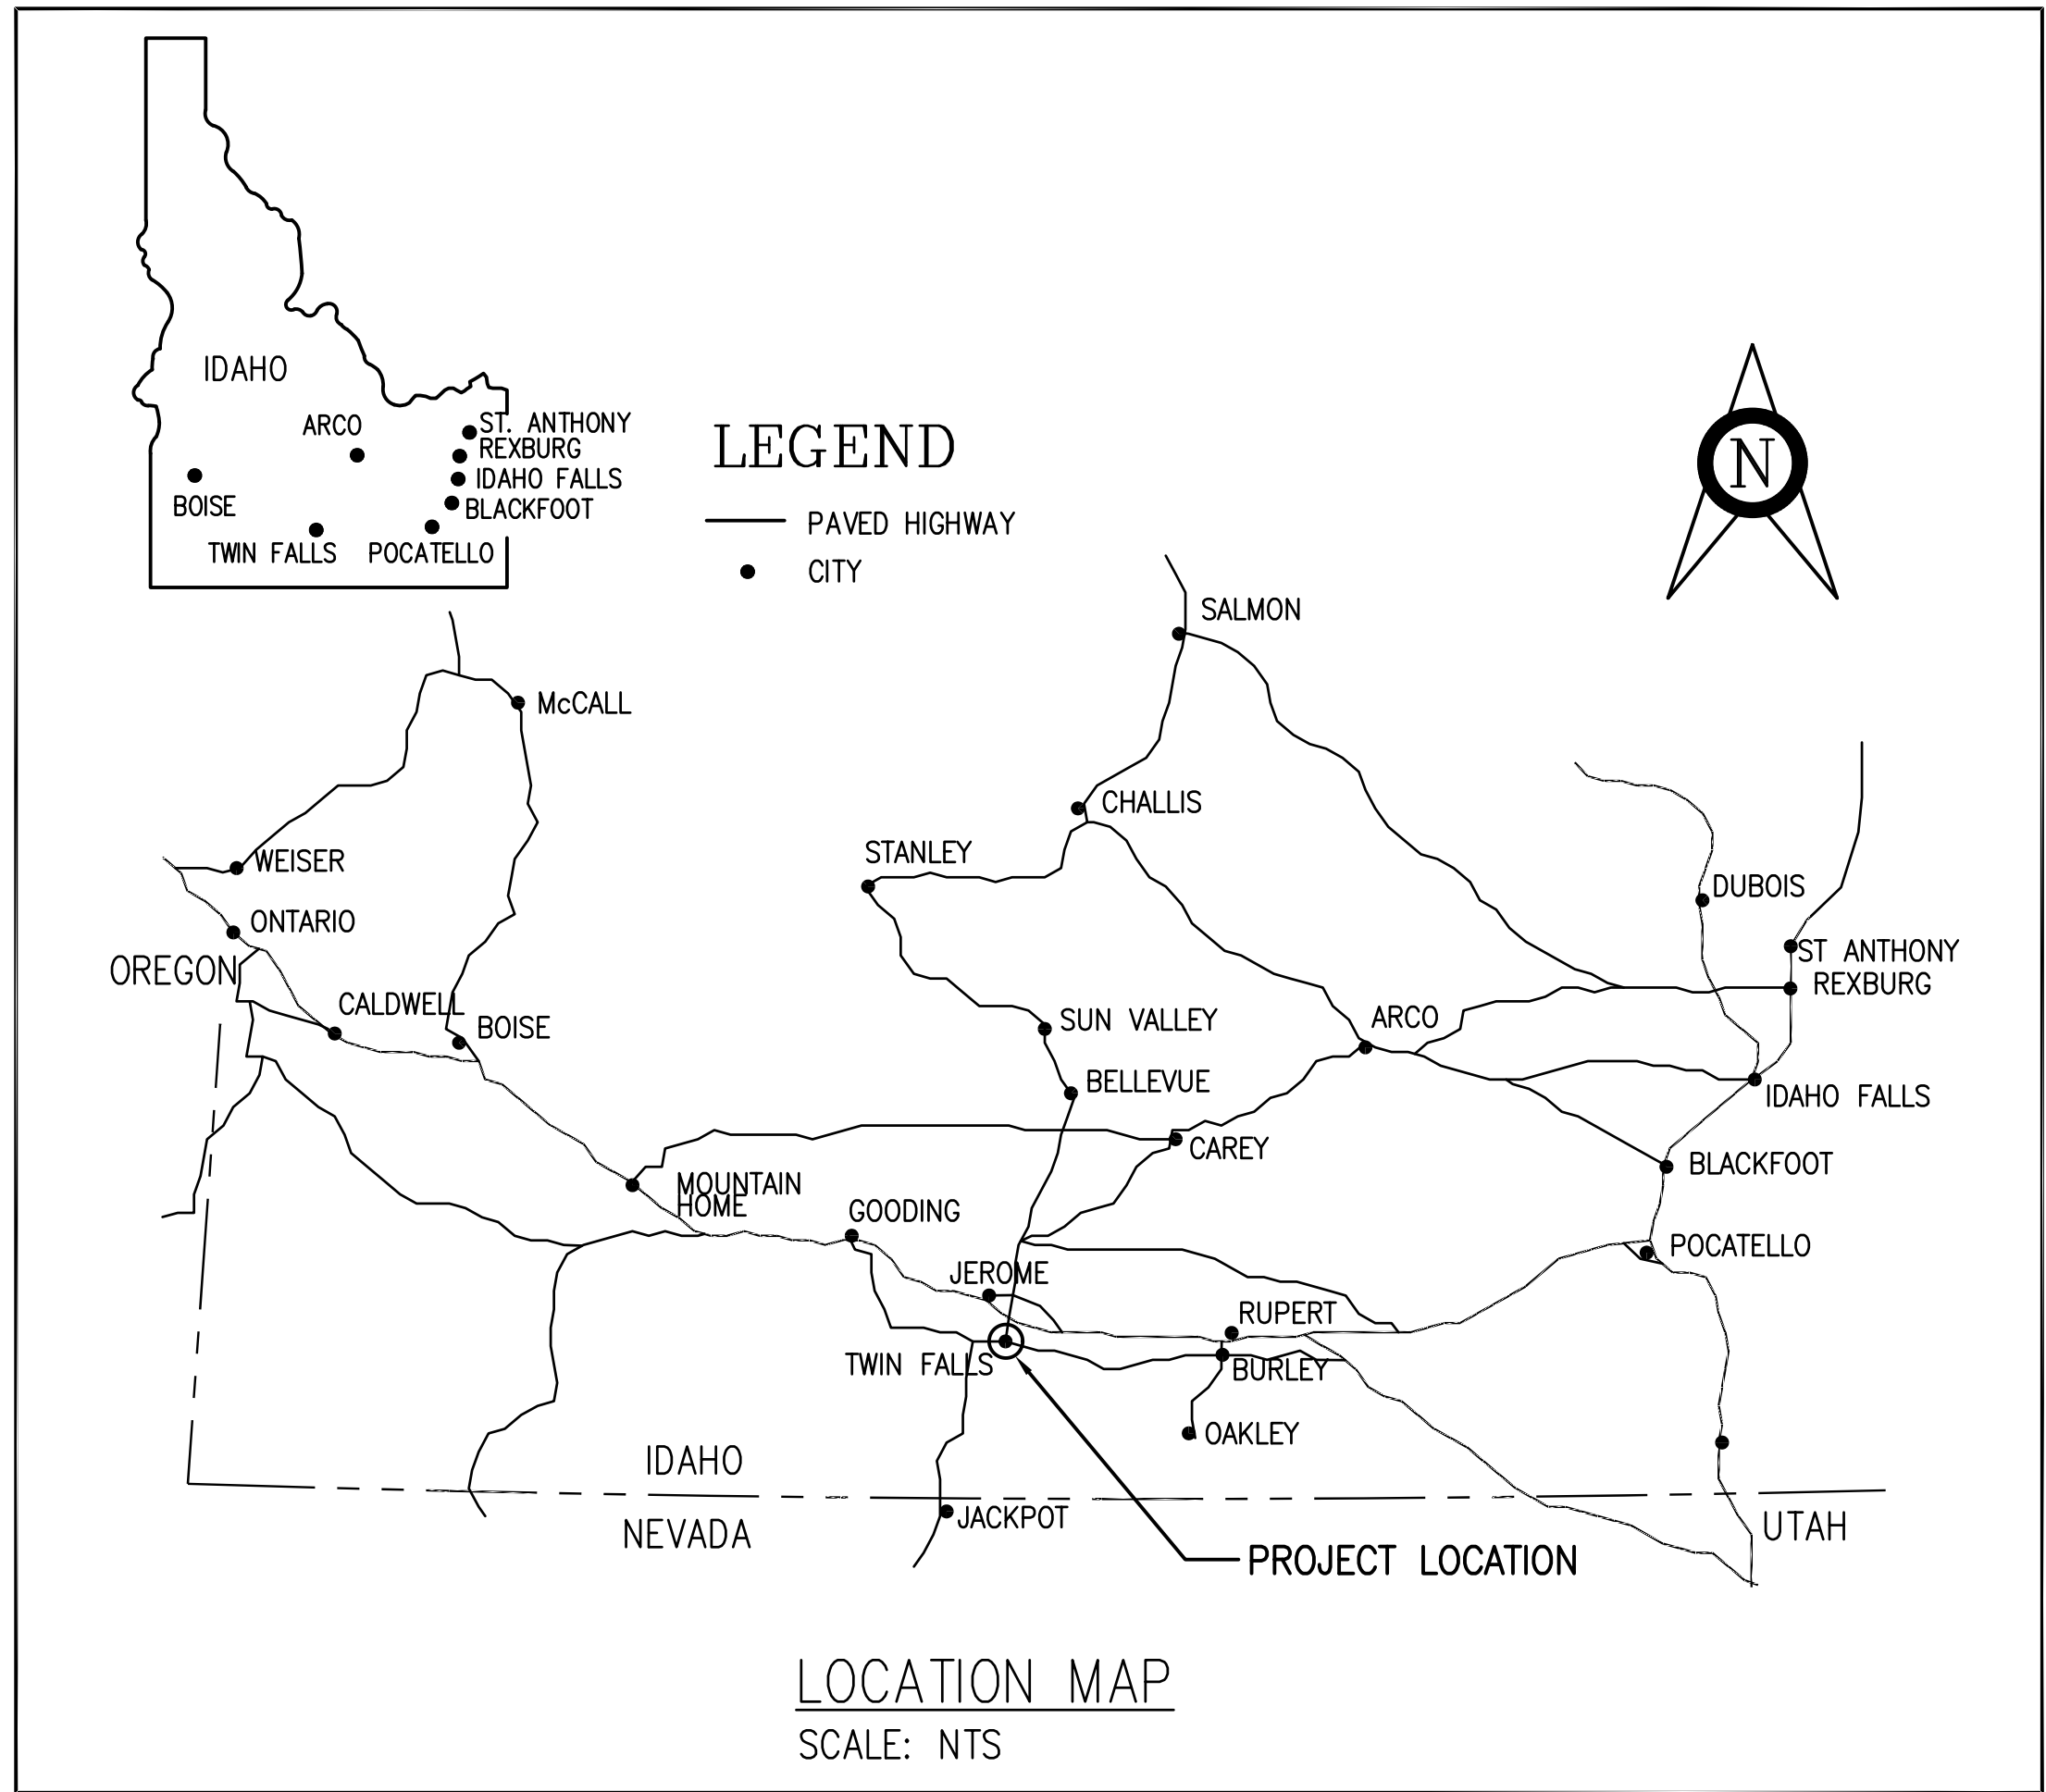 IDAHO
ARCO
ST. ANTHONY
REXBURG
IDAHO FALLS
BLACKFOOT
BOISE
TWIN FALLS
POCATELLO
LEGEND
PAVED HIGHWAY
CITY
N
SALMON
McCALL
CHALLIS
STANLEY
WEISER
DUBOIS
ONTARIO
ST ANTHONY
OREGON
REXBURG
CALDWELL
BOISE
SUN VALLEY
ARCO
BELLEVUE
IDAHO FALLS
CAREY
BLACKFOOT
MOUNTAIN
HOME
GOODING
POCATELLO
JEROME
RUPERT
TWIN FALLS
BURLEY
OAKLEY
IDAHO
JACKPOT
NEVADA
UTAH
PROJECT LOCATION
LOCATION MAP
SCALE: NTS